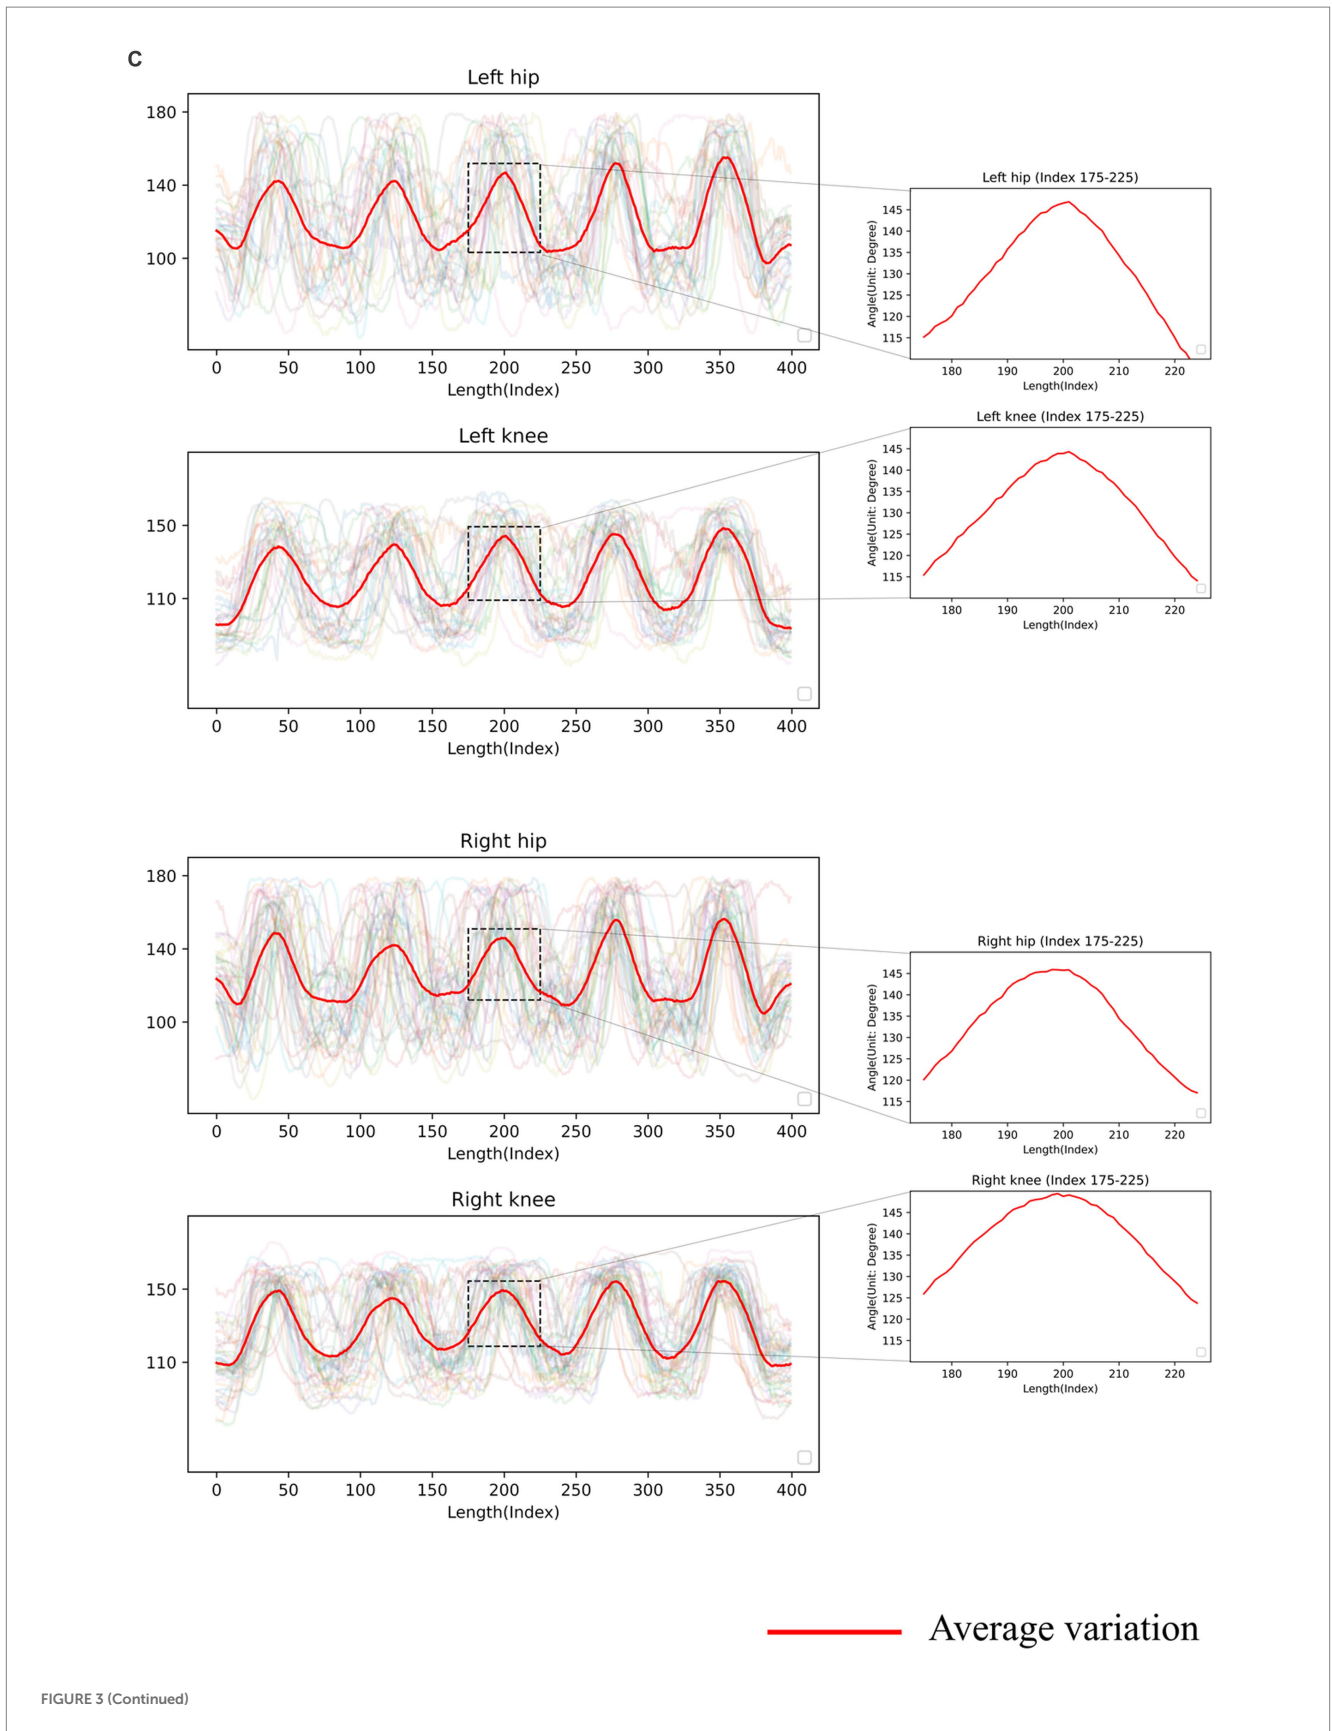 C
Left hip
180
140
100
0 50 100 150 200 250 300 350 400
Length(Index)
Left hip (Index 175-225)
Angle(Unit: Degree)
145
140
135
130
125
120
115
180 190 200 210 220
Length(Index)
Left knee
150
110
0 50 100 150 200 250 300 350 400
Length(Index)
Left knee (Index 175-225)
Angle(Unit: Degree)
145
140
135
130
125
120
115
180 190 200 210 220
Length(Index)
Right hip
180
140
100
0 50 100 150 200 250 300 350 400
Length(Index)
Right hip (Index 175-225)
Angle(Unit: Degree)
145
140
135
130
125
120
115
180 190 200 210 220
Length(Index)
Right knee
150
110
0 50 100 150 200 250 300 350 400
Length(Index)
Right knee (Index 175-225)
Angle(Unit: Degree)
145
140
135
130
125
120
115
180 190 200 210 220
Length(Index)
Average variation
FIGURE 3 (Continued)